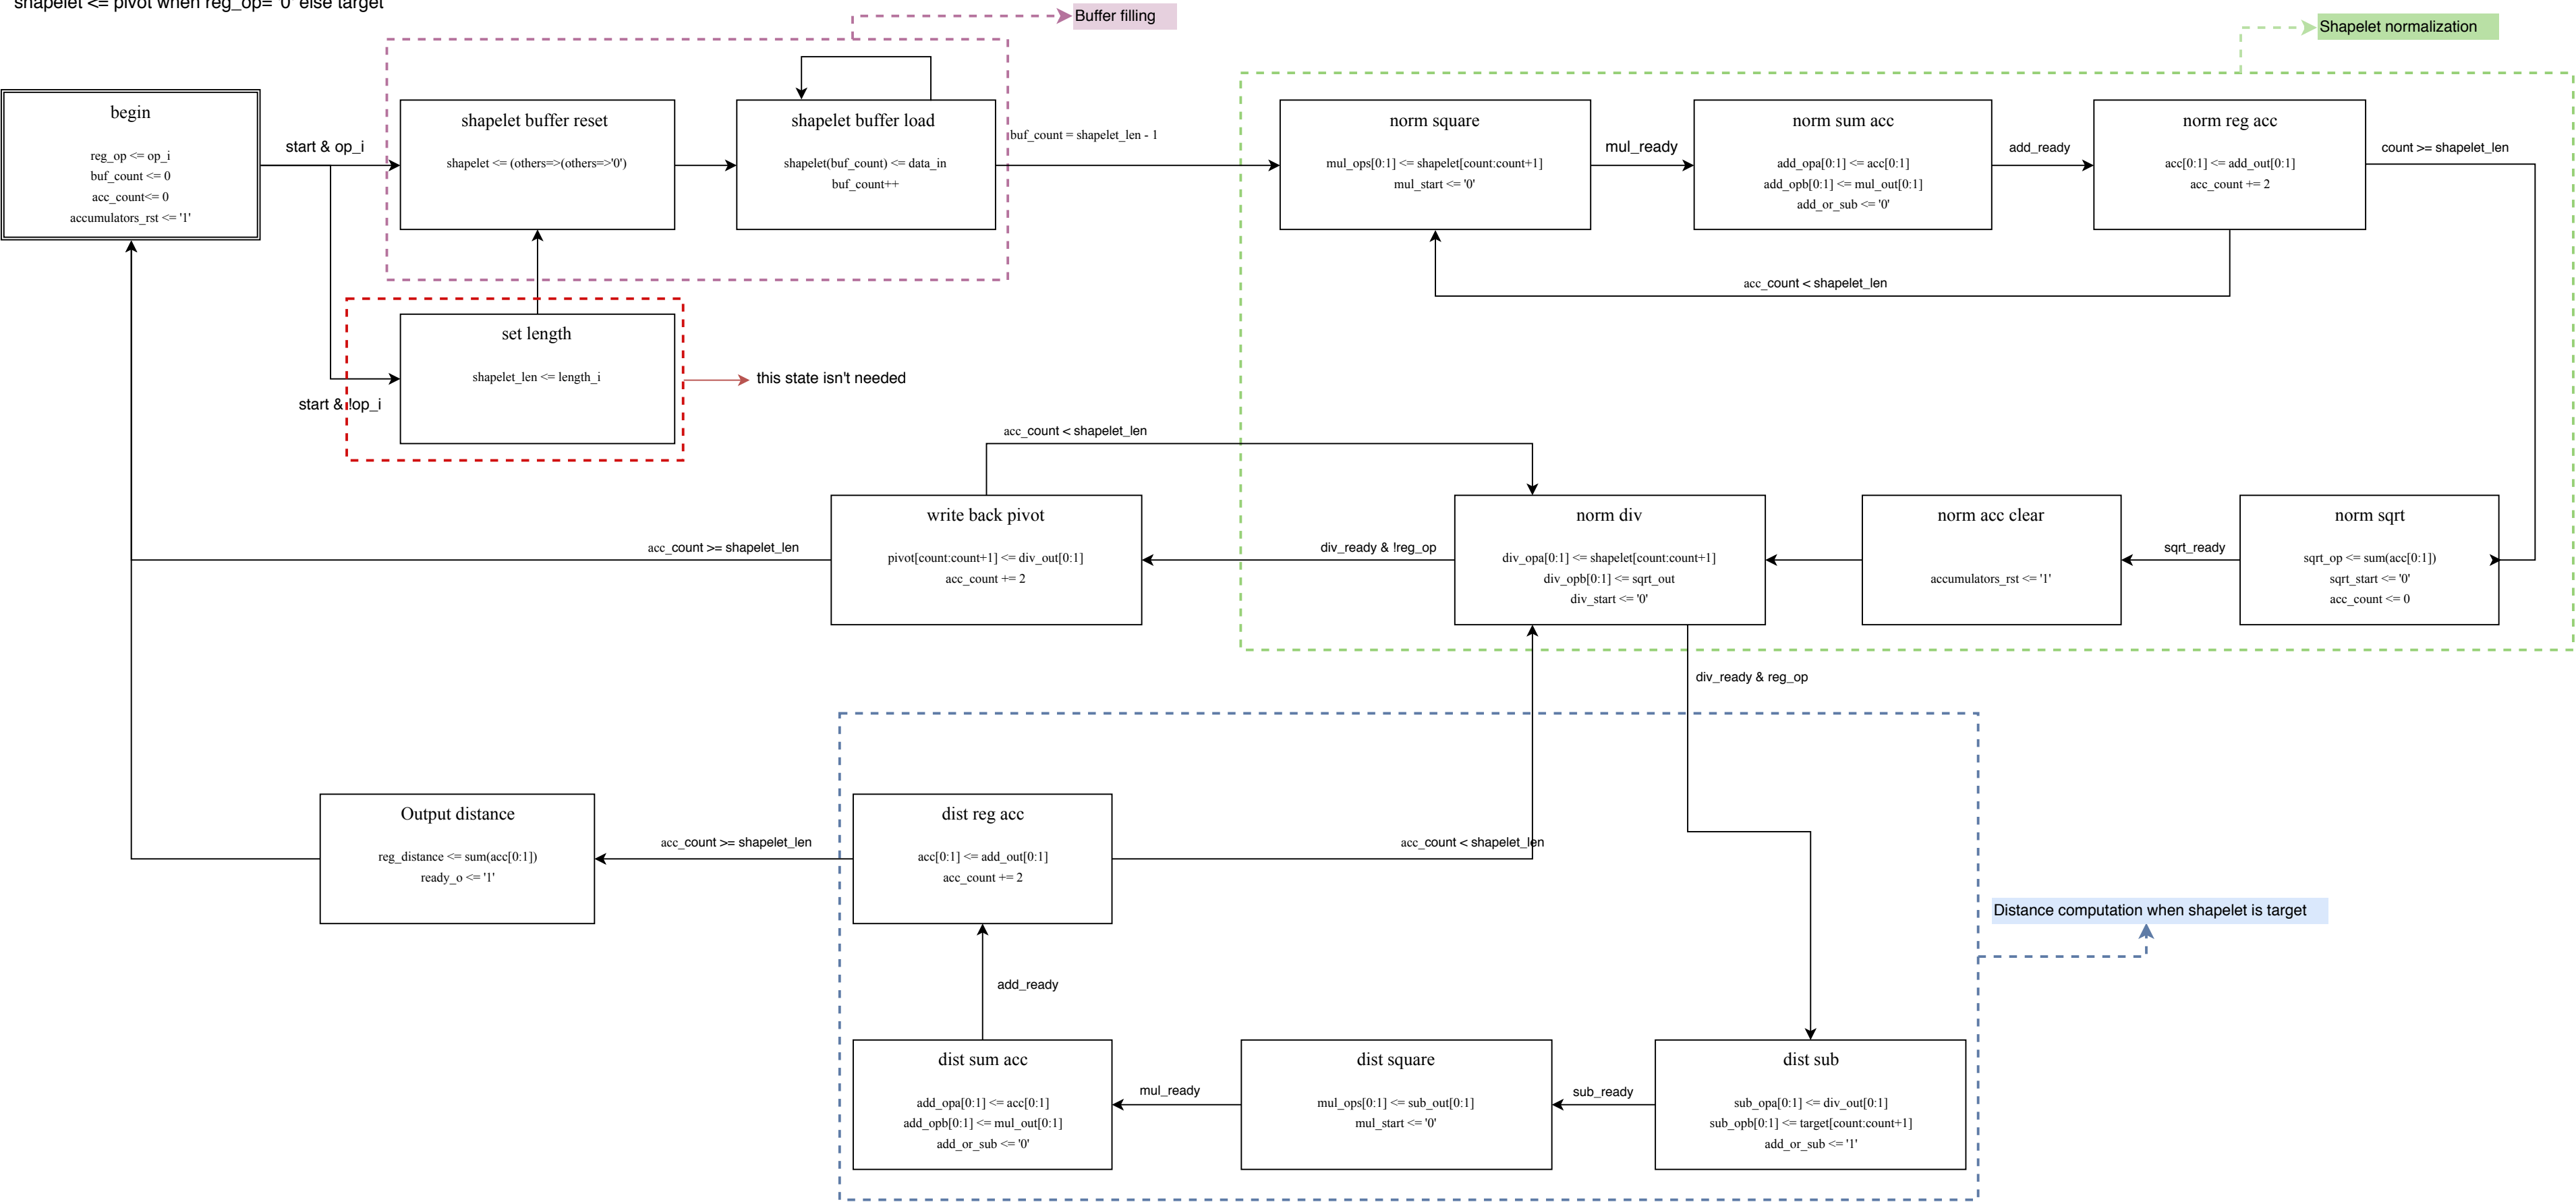 shapelet <= pivot when reg_op= '0' else target
Buffer filling
Shapelet normalization
begin
reg_op <= op_i
buf_count <= 0
acc_count<= 0
accumulators_rst <= '1'
start & op_i
shapelet buffer reset
shapelet <= (others=>(others=>'0')
shapelet buffer load
shapelet(buf_count) <= data_in
buf_count++
buf_count = shapelet_len - 1
norm square
mul_ops[0:1] <= shapelet[count:count+1]
mul_start <= '0'
mul_ready
norm sum acc
add_opa[0:1] <= acc[0:1]
add_opb[0:1] <= mul_out[0:1]
add_or_sub <= '0'
add_ready
norm reg acc
acc[0:1] <= add_out[0:1]
acc_count += 2
count >= shapelet_len
acc_count < shapelet_len
set length
shapelet_len <= length_i
start & !op_i
this state isn't needed
acc_count < shapelet_len
acc_count >= shapelet_len
write back pivot
pivot[count:count+1] <= div_out[0:1]
acc_count += 2
div_ready & !reg_op
norm div
div_opa[0:1] <= shapelet[count:count+1]
div_opb[0:1] <= sqrt_out
div_start <= '0'
norm acc clear
accumulators_rst <= '1'
sqrt_ready
norm sqrt
sqrt_op <= sum(acc[0:1])
sqrt_start <= '0'
acc_count <= 0
div_ready & reg_op
Output distance
reg_distance <= sum(acc[0:1])
ready_o <= '1'
acc_count >= shapelet_len
dist reg acc
acc[0:1] <= add_out[0:1]
acc_count += 2
acc_count < shapelet_len
Distance computation when shapelet is target
add_ready
dist sum acc
add_opa[0:1] <= acc[0:1]
add_opb[0:1] <= mul_out[0:1]
add_or_sub <= '0'
mul_ready
dist square
mul_ops[0:1] <= sub_out[0:1]
mul_start <= '0'
sub_ready
dist sub
sub_opa[0:1] <= div_out[0:1]
sub_opb[0:1] <= target[count:count+1]
add_or_sub <= '1'